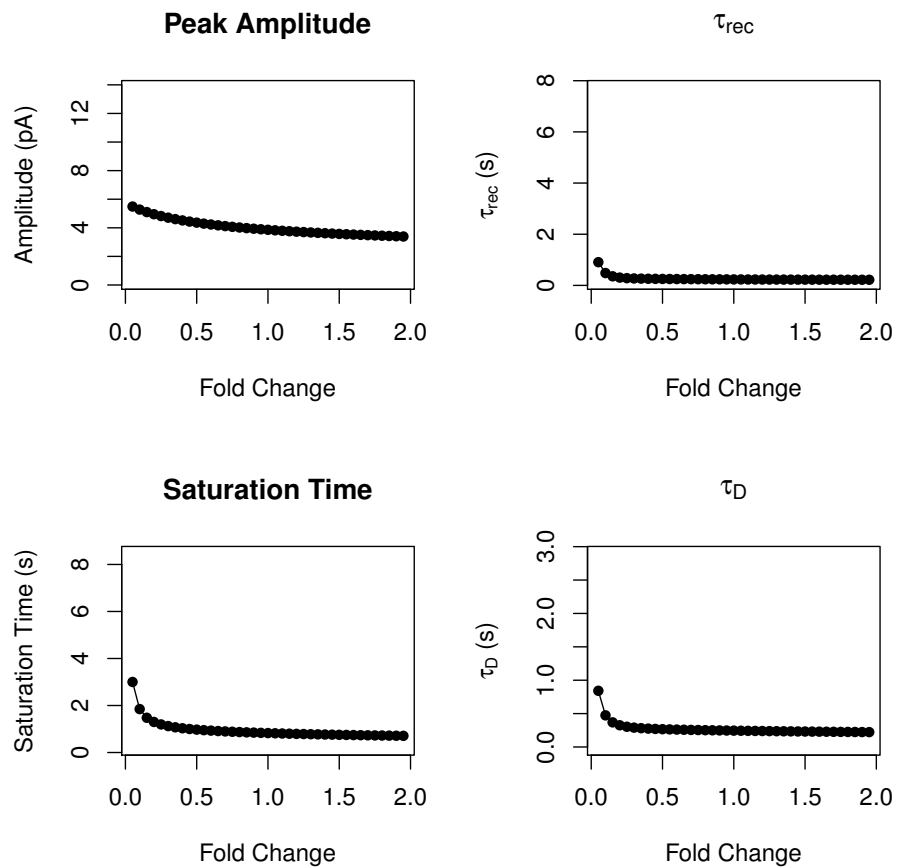 Peak Amplitude
Amplitude (pA)
0 4 8 12
0.0 0.5 1.0 1.5 2.0
Fold Change
τrec
τrec (s)
0 2 4 6 8
0.0 0.5 1.0 1.5 2.0
Fold Change
Saturation Time
Saturation Time (s)
0 2 4 6 8
0.0 0.5 1.0 1.5 2.0
Fold Change
τD
τD (s)
0.0 1.0 2.0 3.0
0.0 0.5 1.0 1.5 2.0
Fold Change